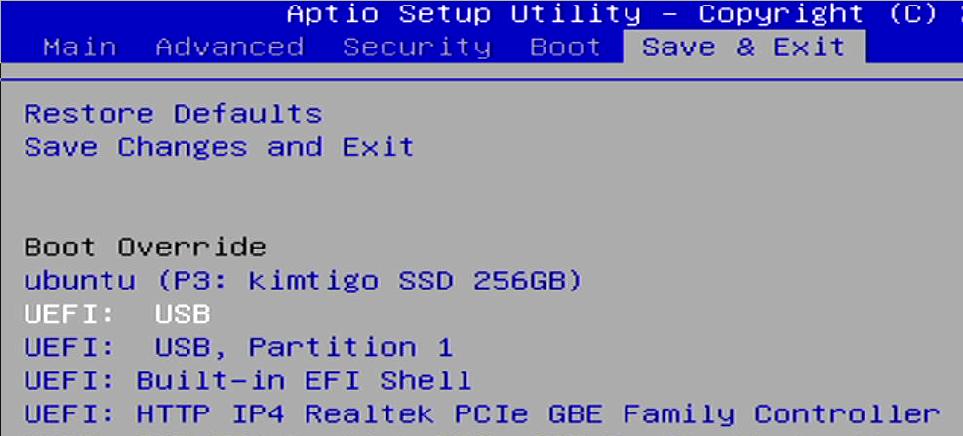 Aptio Setup Utility – Copyright (C)
Main Advanced Security Boot Save & Exit
Restore Defaults
Save Changes and Exit
Boot Override
ubuntu (P3: kimtigo SSD 256GB)
UEFI:  USB
UEFI:  USB, Partition 1
UEFI: Built-in EFI Shell
UEFI: HTTP IP4 Realtek PCIe GBE Family Controller